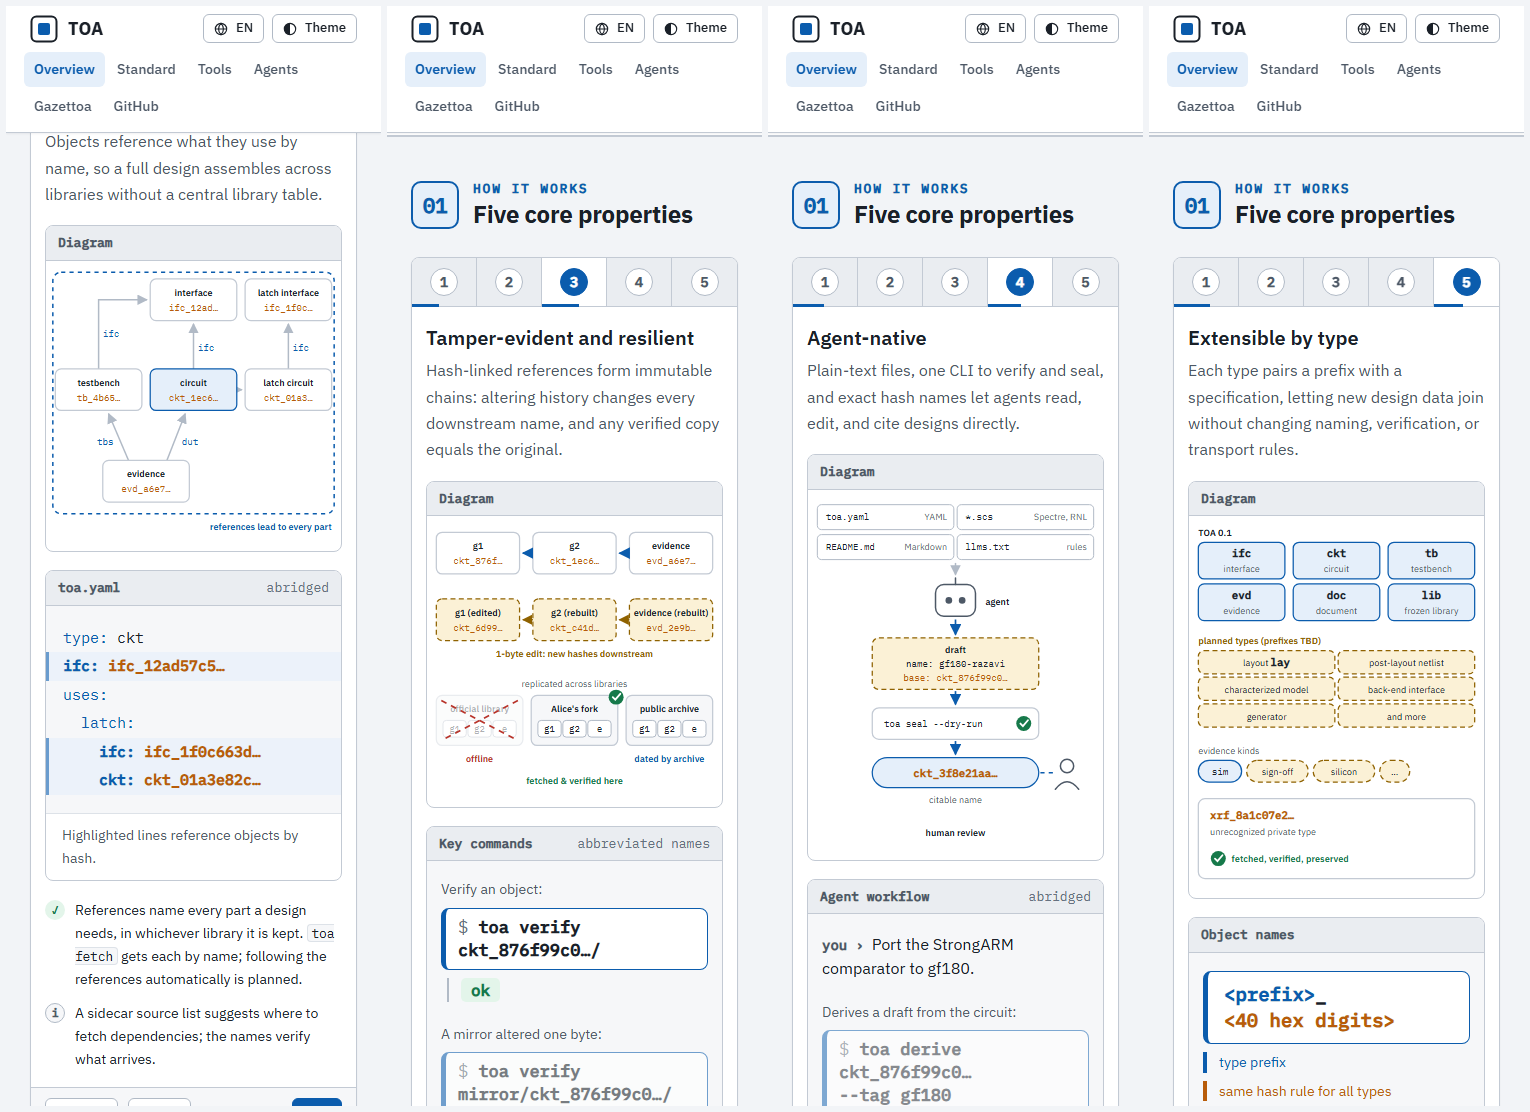 TOA
EN
Theme
Overview
Standard
Tools
Agents
Gazettoa
GitHub
Objects reference what they use by
name, so a full design assembles across
libraries without a central library table.
Diagram
interface
ifc_12ad…
latch interface
ifc_1f0c…
ifc
ifc
ifc
testbench
tb_4b65…
circuit
ckt_1ec6…
latch circuit
ckt_01a3…
tbs
dut
evidence
evd_a6e7…
references lead to every part
toa.yaml
abridged
type: ckt
ifc: ifc_12ad57c5…
uses:
latch:
ifc: ifc_1f0c663d…
ckt: ckt_01a3e82c…
Highlighted lines reference objects by
hash.
References name every part a design
needs, in whichever library it is kept. toa
fetch gets each by name; following the
references automatically is planned.
A sidecar source list suggests where to
fetch dependencies; the names verify
what arrives.
TOA
EN
Theme
Overview
Standard
Tools
Agents
Gazettoa
GitHub
01
HOW IT WORKS
Five core properties
1
2
3
4
5
Tamper-evident and resilient
Hash-linked references form immutable
chains: altering history changes every
downstream name, and any verified copy
equals the original.
Diagram
g1
ckt_876f…
g2
ckt_1ec6…
evidence
evd_a6e7…
g1 (edited)
ckt_6d99…
g2 (rebuilt)
ckt_c41d…
evidence (rebuilt)
evd_2e9b…
1-byte edit: new hashes downstream
replicated across libraries
official library
g1
g2
e
Alice's fork
g1
g2
e
public archive
g1
g2
e
offline
dated by archive
fetched & verified here
Key commands
abbreviated names
Verify an object:
$ toa verify
ckt_876f99c0…/
ok
A mirror altered one byte:
$ toa verify
mirror/ckt_876f99c0…/
TOA
EN
Theme
Overview
Standard
Tools
Agents
Gazettoa
GitHub
01
HOW IT WORKS
Five core properties
1
2
3
4
5
Agent-native
Plain-text files, one CLI to verify and seal,
and exact hash names let agents read,
edit, and cite designs directly.
Diagram
toa.yaml
YAML
*.scs
Spectre, RNL
README.md
Markdown
llms.txt
rules
agent
draft
name: gf180-razavi
base: ckt_876f99c0…
toa seal --dry-run
ckt_3f8e21aa…
citable name
human review
Agent workflow
abridged
you › Port the StrongARM
comparator to gf180.
Derives a draft from the circuit:
$ toa derive
ckt_876f99c0…
--tag gf180
TOA
EN
Theme
Overview
Standard
Tools
Agents
Gazettoa
GitHub
01
HOW IT WORKS
Five core properties
1
2
3
4
5
Extensible by type
Each type pairs a prefix with a
specification, letting new design data join
without changing naming, verification, or
transport rules.
Diagram
TOA 0.1
ifc
interface
ckt
circuit
tb
testbench
evd
evidence
doc
document
lib
frozen library
planned types (prefixes TBD)
layout lay
post-layout netlist
characterized model
back-end interface
generator
and more
evidence kinds
sim
sign-off
silicon
…
xrf_8a1c07e2…
unrecognized private type
fetched, verified, preserved
Object names
<prefix>_
<40 hex digits>
type prefix
same hash rule for all types